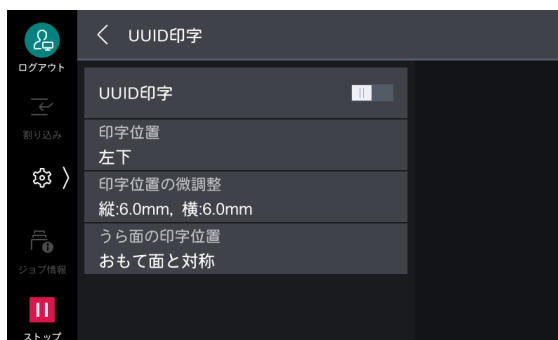 UUID印字
ログアウト
UUID印字
割り込み
印字位置
左下
印字位置の微調整
縦:6.0mm, 横:6.0mm
うら面の印字位置
おもて面と対称
ジョブ情報
ストップ